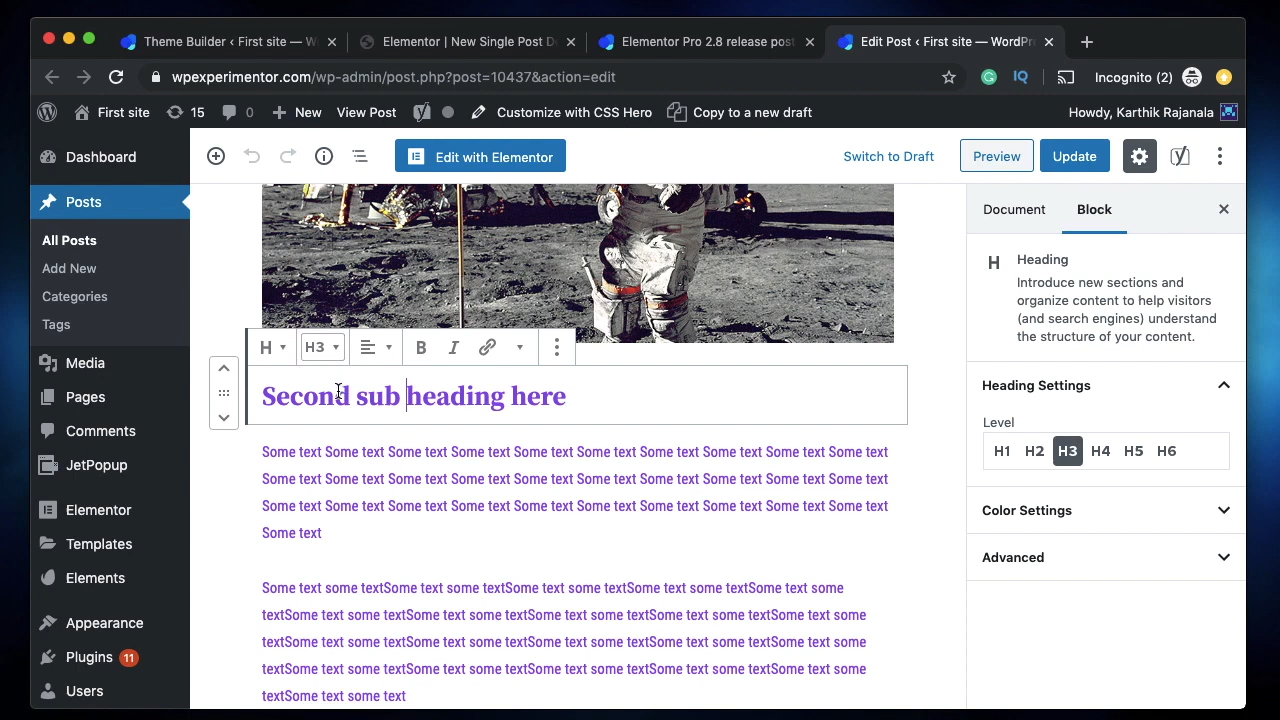 Theme Builder ‹ First site — W
Elementor | New Single Post D
Elementor Pro 2.8 release post
Edit Post ‹ First site — WordPr
wpexperimentor.com/wp-admin/post.php?post=10437&action=edit
IQ
Incognito (2)
First site
15
0
New
View Post
Customize with CSS Hero
Copy to a new draft
Howdy, Karthik Rajanala
Dashboard
Posts
All Posts
Add New
Categories
Tags
Media
Pages
Comments
JetPopup
Elementor
Templates
Elements
Appearance
Plugins 11
Users
Edit with Elementor
Switch to Draft
Preview
Update
H
H3
B
I
Second sub heading here
Some text Some text Some text Some text Some text Some text Some text Some text Some text Some text
Some text Some text Some text Some text Some text Some text Some text Some text Some text Some text
Some text Some text Some text Some text Some text Some text Some text Some text Some text Some text
Some text
Some text some textSome text some textSome text some textSome text some textSome text some
textSome text some textSome text some textSome text some textSome text some textSome text some
textSome text some textSome text some textSome text some textSome text some textSome text some
textSome text some textSome text some textSome text some textSome text some textSome text some
textSome text some text
Document
Block
H
Heading
Introduce new sections and
organize content to help visitors
(and search engines) understand
the structure of your content.
Heading Settings
Level
H1 H2 H3 H4 H5 H6
Color Settings
Advanced